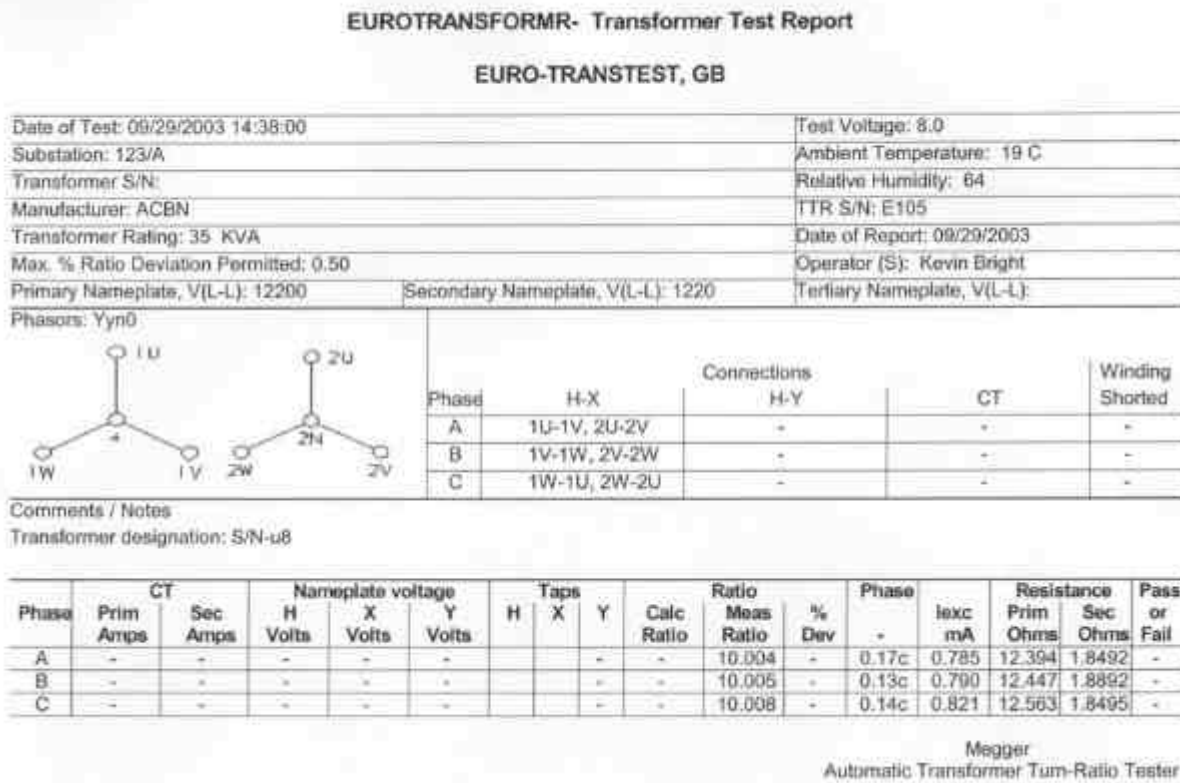 EUROTRANSFORMR- Transformer Test Report
EURO-TRANSTEST, GB
Date of Test: 09/29/2003 14:38:00 Test Voltage: 8.0
Substation: 123/A Ambient Temperature: 19 C
Transformer S/N: Relative Humidity: 64
Manufacturer: ACBN TTR S/N: E105
Transformer Rating: 35 KVA Date of Report: 09/29/2003
Max. % Ratio Deviation Permitted: 0.50 Operator (S): Kevin Bright
Primary Nameplate, V(L-L): 12200 Secondary Nameplate, V(L-L): 1220 Tertiary Nameplate, V(L-L):
Phasors: Yyn0
1U 2U
4 2N
1W 1V 2W 2V
Connections Winding
Phase H-X H-Y CT Shorted
A 1U-1V, 2U-2V - - -
B 1V-1W, 2V-2W - - -
C 1W-1U, 2W-2U - - -
Comments / Notes
Transformer designation: S/N-u8
CT Nameplate voltage Taps Ratio Phase Resistance Pass
Phase Prim Sec H X Y H X Y Calc Meas % Iexc Prim Sec or
Amps Amps Volts Volts Volts Ratio Ratio Dev - mA Ohms Ohms Fail
A - - - - - - - 10.004 - 0.17c 0.785 12.394 1.8492 -
B - - - - - - - 10.005 - 0.13c 0.790 12.447 1.8892 -
C - - - - - - - 10.008 - 0.14c 0.821 12.563 1.8495 -
Megger
Automatic Transformer Turn-Ratio Tester